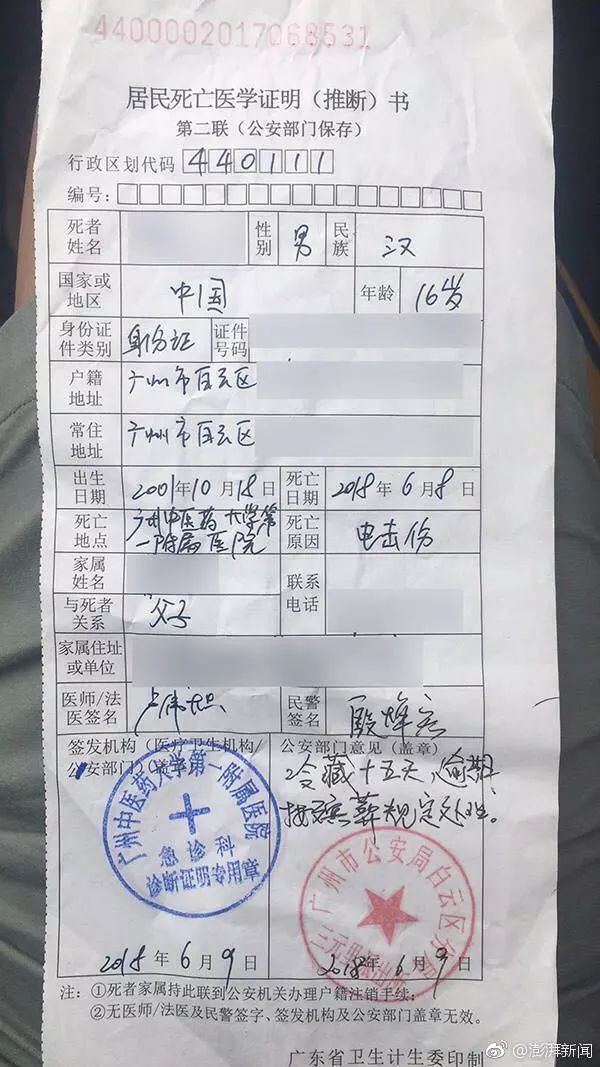 4400002017068531
居民死亡医学证明（推断）书
第二联（公安部门保存）
行政区划代码 440111
编号：
死者姓名 性别 男 民族 汉
国家或地区 中国 年龄 16岁
身份证件类别 身份证 证件号码
户籍地址 广州市白云区
常住地址 广州市白云区
出生日期 2001年10月18日 死亡日期 2018年6月8日
死亡地点 广州中医药大学第一附属医院 死亡原因 电击伤
家属姓名 联系电话
与死者关系 父子
家属住址或单位
医师/法医签名 民警签名
签发机构（医疗卫生机构/公安部门）（盖章） 公安部门意见（盖章）
冷藏十五天，逾期
按殡葬规定处理。
广州中医药大学第一附属医院
急诊科
诊断证明专用章
广州市公安局白云区分局
2018年6月9日 2018年6月9日
注：①死者家属持此联到公安机关办理户籍注销手续；
②无医师/法医及民警签字、签发机构及公安部门盖章无效。
广东省卫生计生委印制
@澎湃新闻